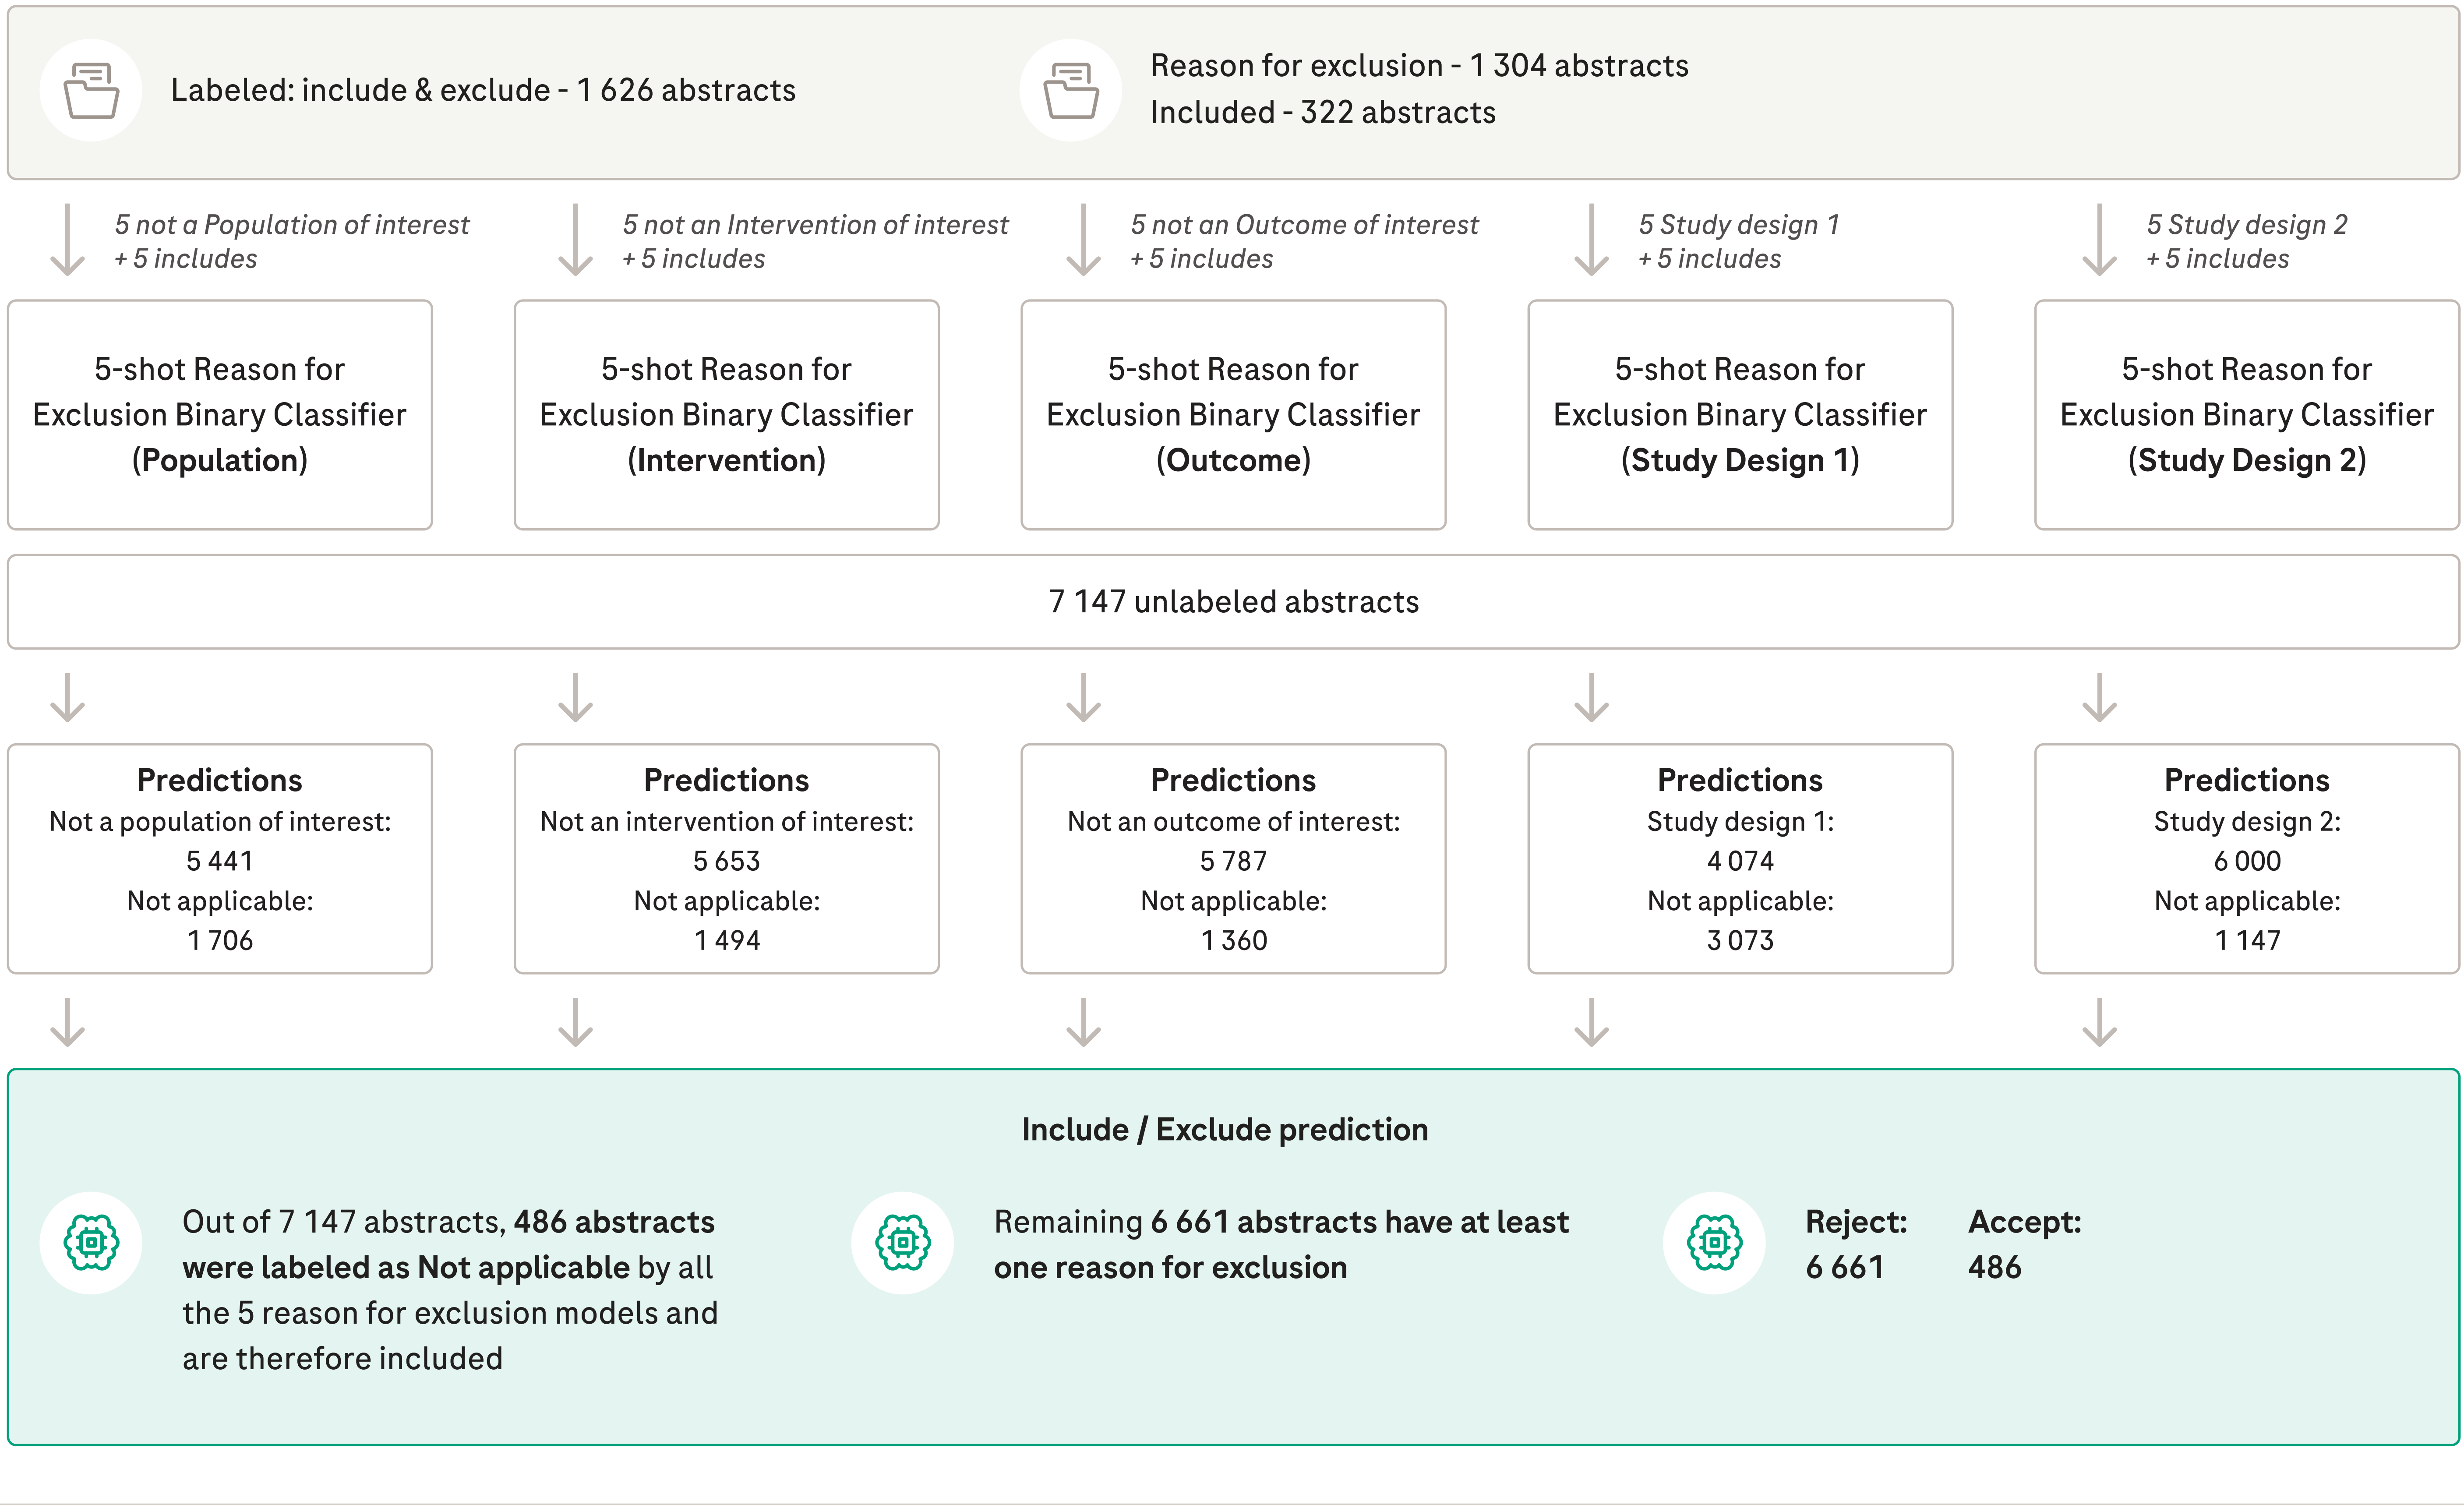 Labeled: include & exclude - 1 626 abstracts
Reason for exclusion - 1 304 abstracts
Included - 322 abstracts
5 not a Population of interest
+ 5 includes
5 not an Intervention of interest
+ 5 includes
5 not an Outcome of interest
+ 5 includes
5 Study design 1
+ 5 includes
5 Study design 2
+ 5 includes
5-shot Reason for
Exclusion Binary Classifier
(Population)
5-shot Reason for
Exclusion Binary Classifier
(Intervention)
5-shot Reason for
Exclusion Binary Classifier
(Outcome)
5-shot Reason for
Exclusion Binary Classifier
(Study Design 1)
5-shot Reason for
Exclusion Binary Classifier
(Study Design 2)
7 147 unlabeled abstracts
Predictions
Not a population of interest:
5 441
Not applicable:
1 706
Predictions
Not an intervention of interest:
5 653
Not applicable:
1 494
Predictions
Not an outcome of interest:
5 787
Not applicable:
1 360
Predictions
Study design 1:
4 074
Not applicable:
3 073
Predictions
Study design 2:
6 000
Not applicable:
1 147
Include / Exclude prediction
Out of 7 147 abstracts, 486 abstracts
were labeled as Not applicable by all
the 5 reason for exclusion models and
are therefore included
Remaining 6 661 abstracts have at least
one reason for exclusion
Reject:
6 661
Accept:
486